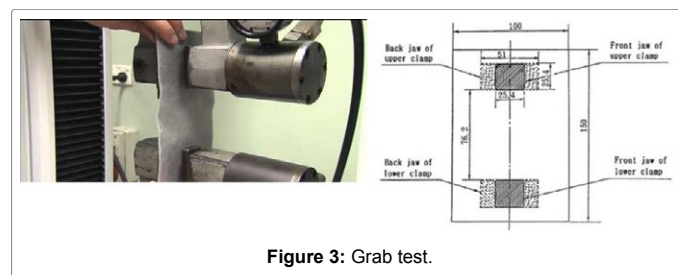 100
Back jaw of
upper clamp
51
Front jaw of
upper clamp
25.4
25.4
76.2
150
Back jaw of
lower clamp
Front jaw of
lower clamp
Figure 3: Grab test.